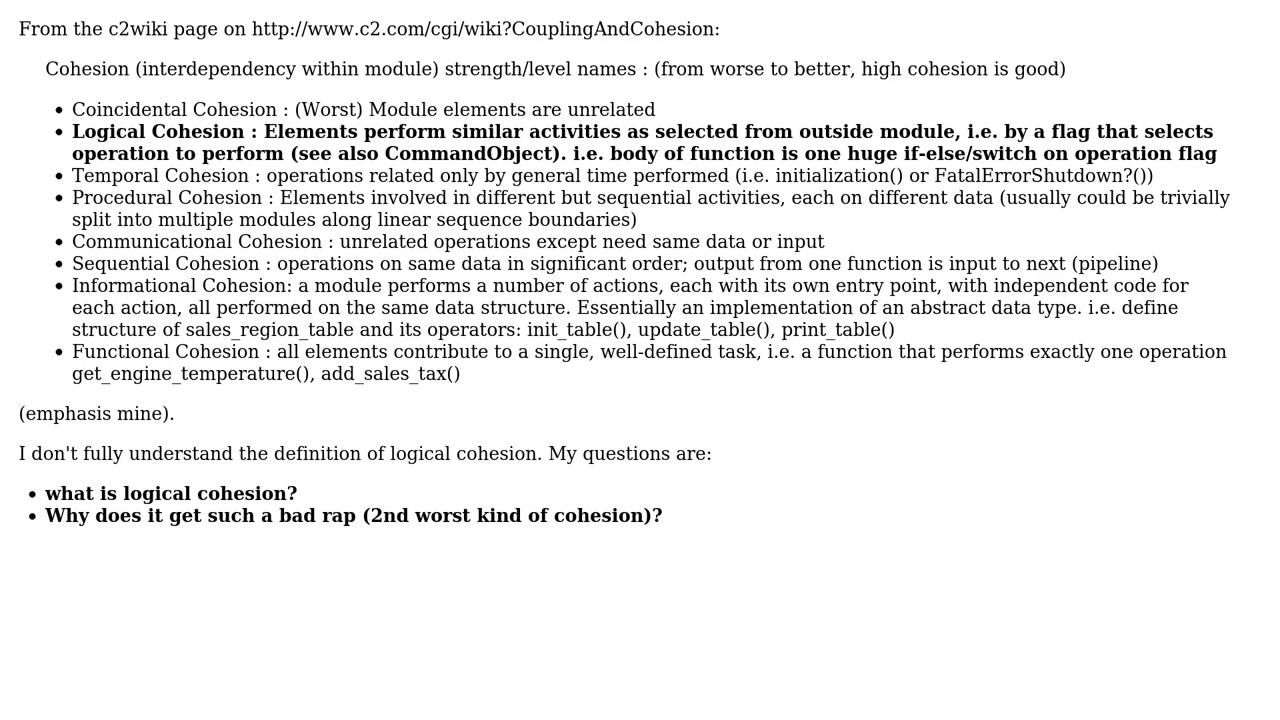 From the c2wiki page on http://www.c2.com/cgi/wiki?CouplingAndCohesion:
Cohesion (interdependency within module) strength/level names : (from worse to better, high cohesion is good)
• Coincidental Cohesion : (Worst) Module elements are unrelated
• Logical Cohesion : Elements perform similar activities as selected from outside module, i.e. by a flag that selects
operation to perform (see also CommandObject). i.e. body of function is one huge if-else/switch on operation flag
• Temporal Cohesion : operations related only by general time performed (i.e. initialization() or FatalErrorShutdown?())
• Procedural Cohesion : Elements involved in different but sequential activities, each on different data (usually could be trivially
split into multiple modules along linear sequence boundaries)
• Communicational Cohesion : unrelated operations except need same data or input
• Sequential Cohesion : operations on same data in significant order; output from one function is input to next (pipeline)
• Informational Cohesion: a module performs a number of actions, each with its own entry point, with independent code for
each action, all performed on the same data structure. Essentially an implementation of an abstract data type. i.e. define
structure of sales_region_table and its operators: init_table(), update_table(), print_table()
• Functional Cohesion : all elements contribute to a single, well-defined task, i.e. a function that performs exactly one operation
get_engine_temperature(), add_sales_tax()
(emphasis mine).
I don't fully understand the definition of logical cohesion. My questions are:
• what is logical cohesion?
• Why does it get such a bad rap (2nd worst kind of cohesion)?